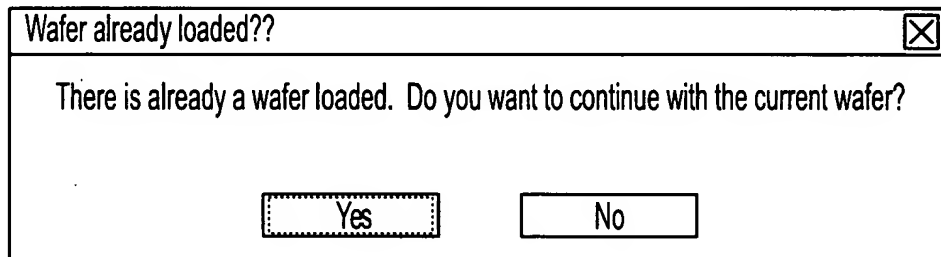 Wafer already loaded??
There is already a wafer loaded. Do you want to continue with the current wafer?
Yes
No